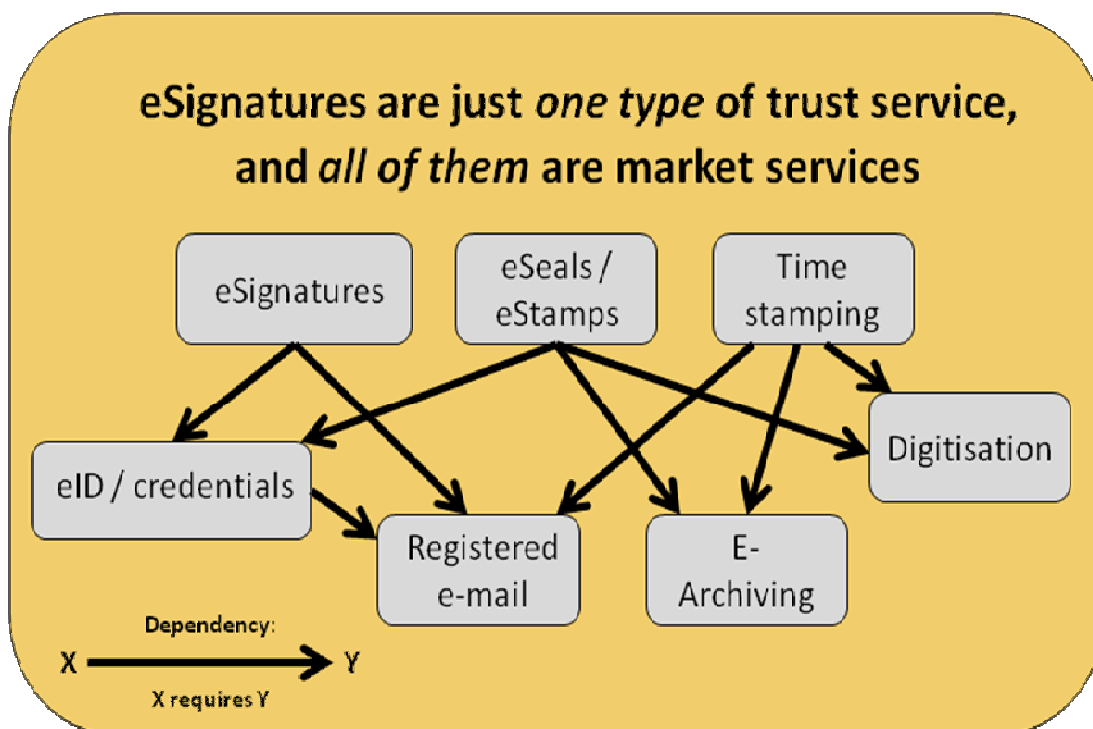 eSignatures are just one type of trust service,
and all of them are market services
eSignatures
eSeals /
eStamps
Time
stamping
Digitisation
eID / credentials
Registered
e-mail
E-
Archiving
Dependency:
X
Y
X requires Y